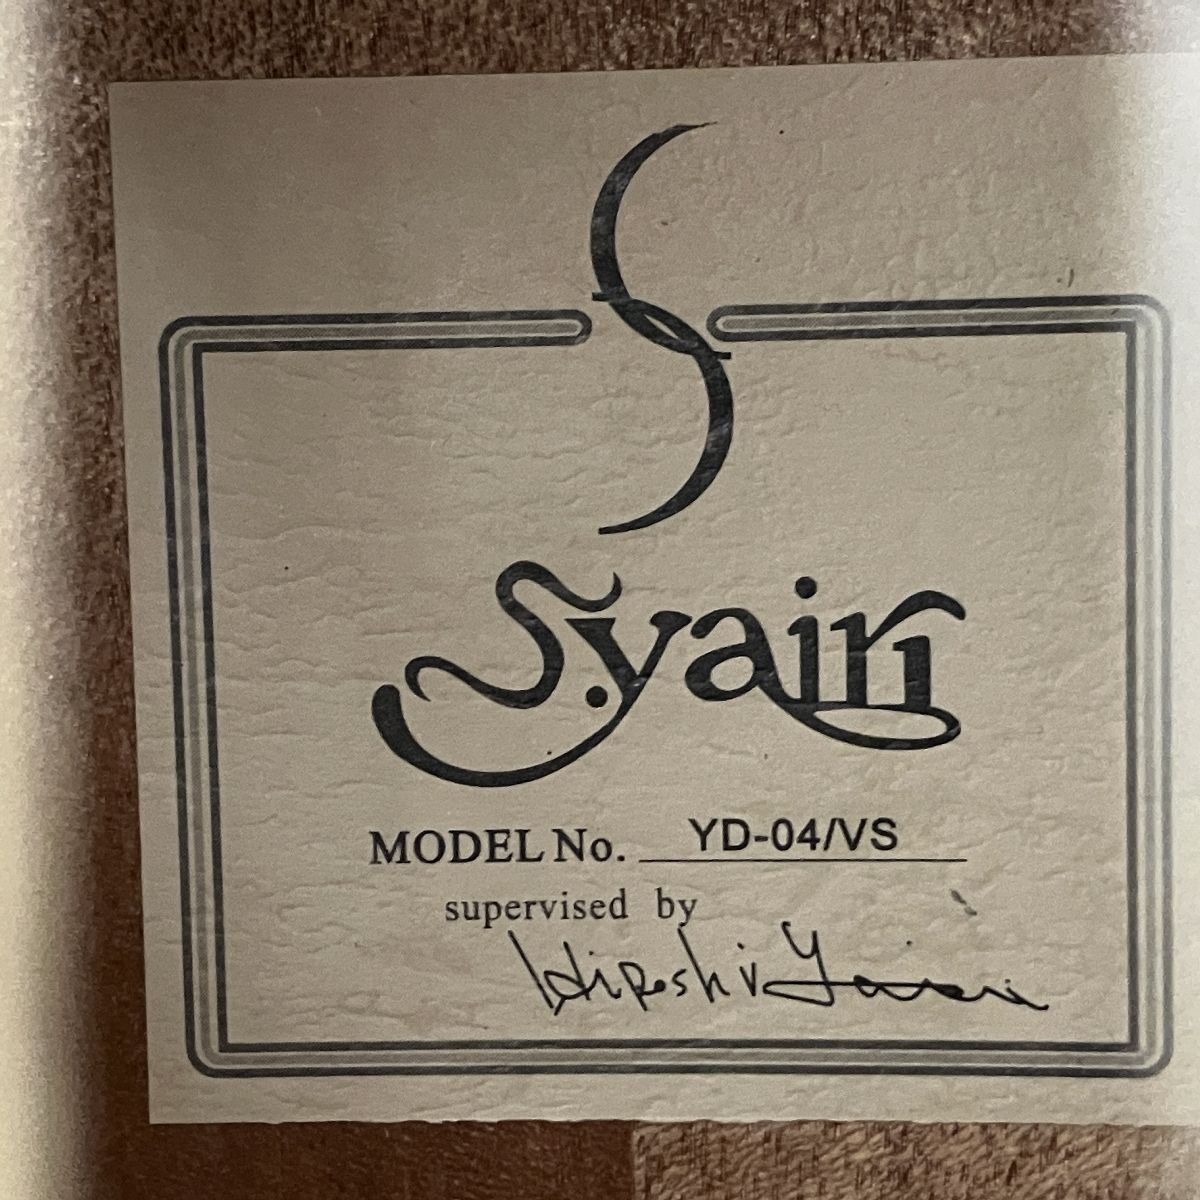 S
S.yairi
MODEL No. YD-04/VS
supervised by
Hiroshi Yairi